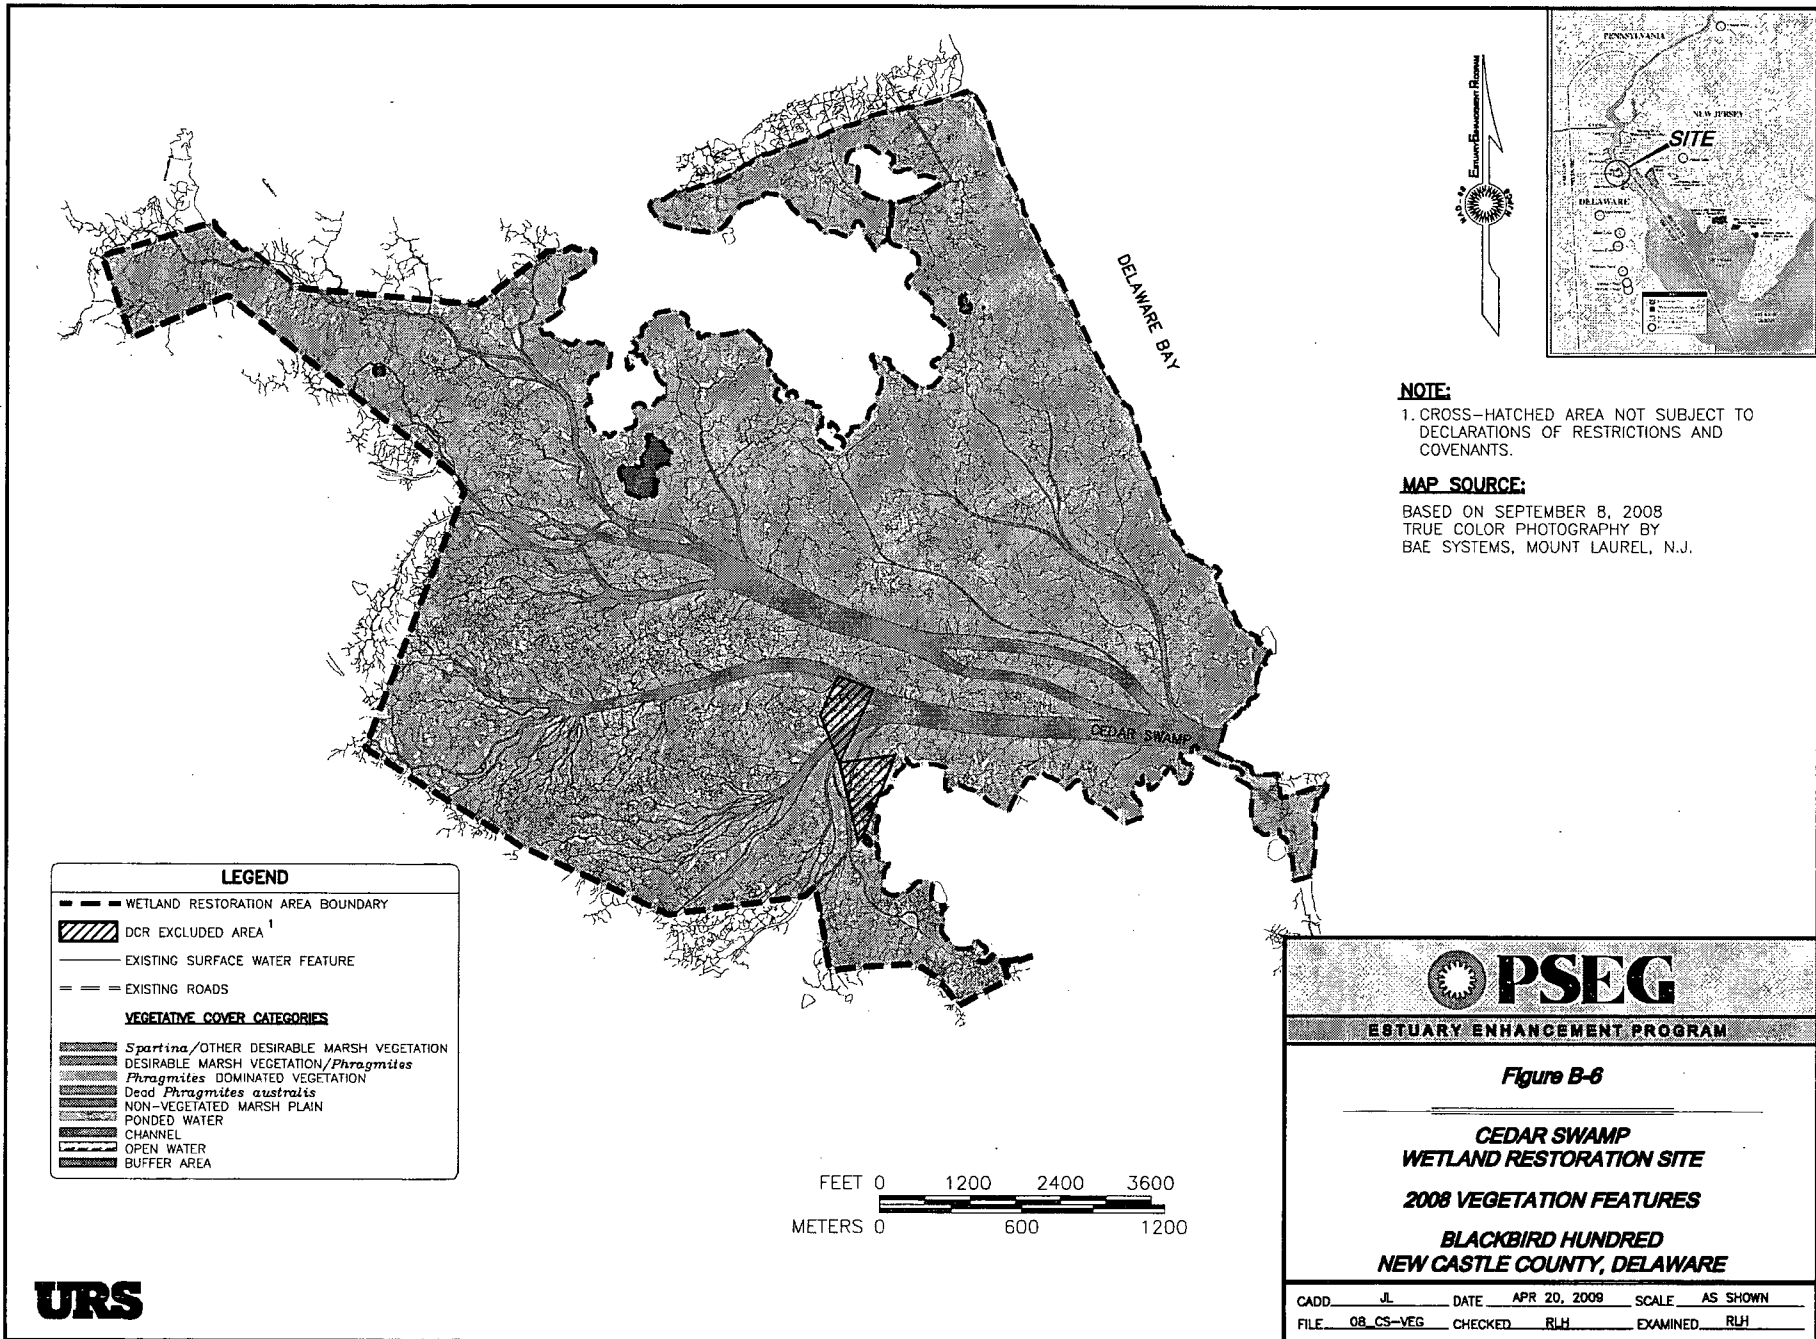 PENNSYLVANIA
NEW JERSEY
SITE
DELAWARE
ESTUARY ENHANCEMENT PROGRAM
DELAWARE BAY
NOTE:
1. CROSS-HATCHED AREA NOT SUBJECT TO
DECLARATIONS OF RESTRICTIONS AND
COVENANTS.
MAP SOURCE:
BASED ON SEPTEMBER 8, 2008
TRUE COLOR PHOTOGRAPHY BY
BAE SYSTEMS, MOUNT LAUREL, N.J.
CEDAR SWAMP
LEGEND
WETLAND RESTORATION AREA BOUNDARY
DCR EXCLUDED AREA 1
EXISTING SURFACE WATER FEATURE
EXISTING ROADS
VEGETATIVE COVER CATEGORIES
Spartina/OTHER DESIRABLE MARSH VEGETATION
DESIRABLE MARSH VEGETATION/Phragmites
Phragmites DOMINATED VEGETATION
Dead Phragmites australis
NON-VEGETATED MARSH PLAIN
PONDED WATER
CHANNEL
OPEN WATER
BUFFER AREA
FEET 0 1200 2400 3600
METERS 0 600 1200
URS
PSEG
ESTUARY ENHANCEMENT PROGRAM
Figure B-6
CEDAR SWAMP
WETLAND RESTORATION SITE
2008 VEGETATION FEATURES
BLACKBIRD HUNDRED
NEW CASTLE COUNTY, DELAWARE
CADD JL DATE APR 20, 2009 SCALE AS SHOWN
FILE 08_CS-VEG CHECKED RLH EXAMINED RLH